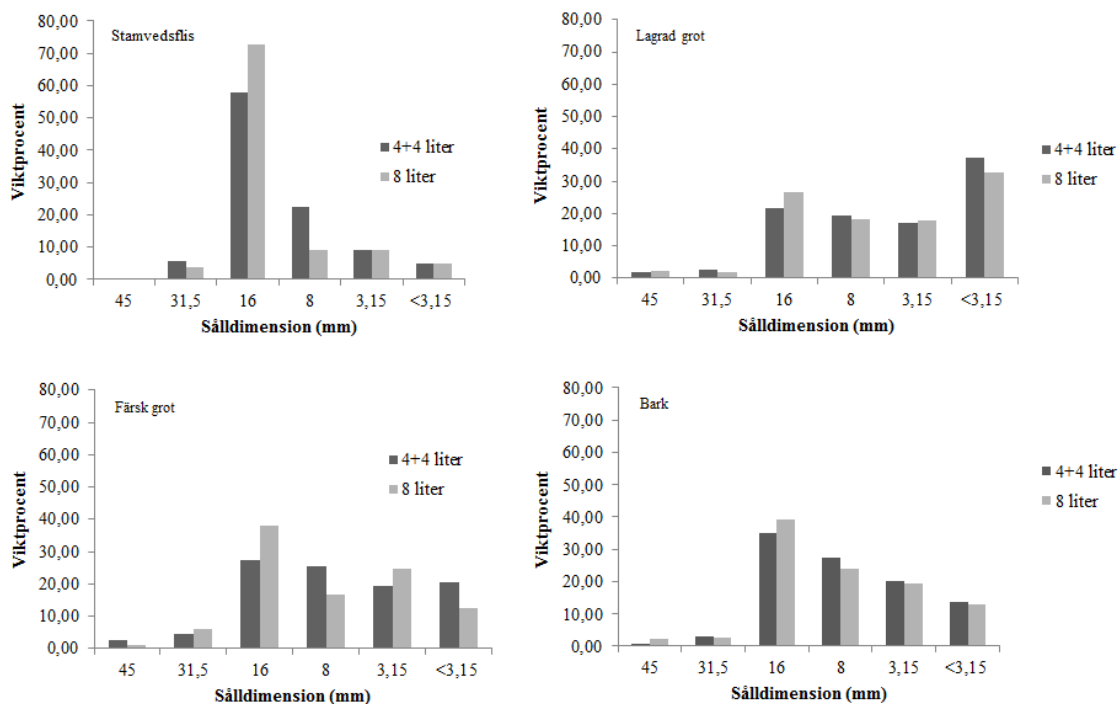 Stamvedsflis
Viktprocent
80,00
70,00
60,00
50,00
40,00
30,00
20,00
10,00
0,00
45 31,5 16 8 3,15 <3,15
Sålldimension (mm)
4+4 liter
8 liter
Lagrad grot
Viktprocent
80,00
70,00
60,00
50,00
40,00
30,00
20,00
10,00
0,00
45 31,5 16 8 3,15 <3,15
Sålldimension (mm)
4+4 liter
8 liter
Färsk grot
Viktprocent
80,00
70,00
60,00
50,00
40,00
30,00
20,00
10,00
0,00
45 31,5 16 8 3,15 <3,15
Sålldimension (mm)
4+4 liter
8 liter
Bark
Viktprocent
80,00
70,00
60,00
50,00
40,00
30,00
20,00
10,00
0,00
45 31,5 16 8 3,15 <3,15
Sålldimension (mm)
4+4 liter
8 liter